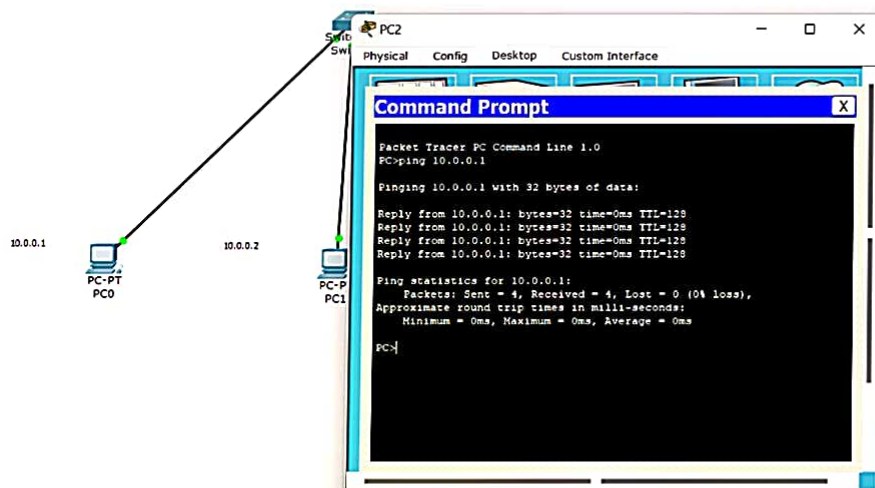 PC2
Physical Config Desktop Custom Interface
Command Prompt
X
Packet Tracer PC Command Line 1.0
PC>ping 10.0.0.1
Pinging 10.0.0.1 with 32 bytes of data:
Reply from 10.0.0.1: bytes=32 time=0ms TTL=128
Reply from 10.0.0.1: bytes=32 time=0ms TTL=128
Reply from 10.0.0.1: bytes=32 time=0ms TTL=128
Reply from 10.0.0.1: bytes=32 time=0ms TTL=128
Ping statistics for 10.0.0.1:
Packets: Sent = 4, Received = 4, Lost = 0 (0% loss),
Approximate round trip times in milli-seconds:
Minimum = 0ms, Maximum = 0ms, Average = 0ms
PC>
10.0.0.1
PC-PT
PC0
10.0.0.2
PC-P
PC1